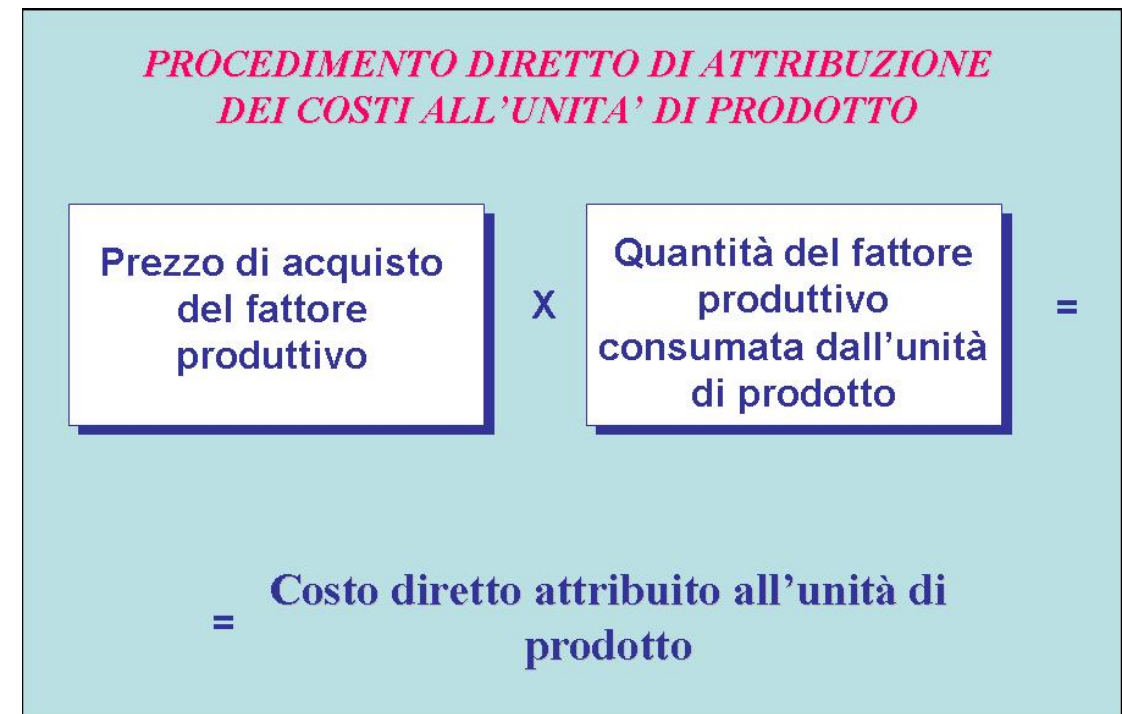 PROCEDIMENTO DIRETTO DI ATTRIBUZIONE
DEI COSTI ALL'UNITA' DI PRODOTTO
Prezzo di acquisto
del fattore
produttivo
X
Quantità del fattore
produttivo
consumata dall'unità
di prodotto
=
= Costo diretto attribuito all'unità di
prodotto